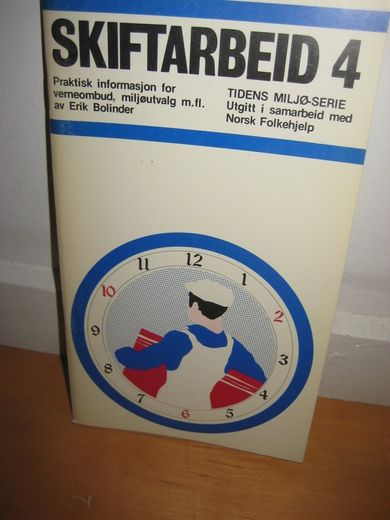 SKIFTARBEID 4
Praktisk informasjon for
verneombud, miljøutvalg m.fl.
av Erik Bolinder
TIDENS MILJØ-SERIE
Utgitt i samarbeid med
Norsk Folkehjelp
12
1
2
3
4
5
6
7
8
9
10
11